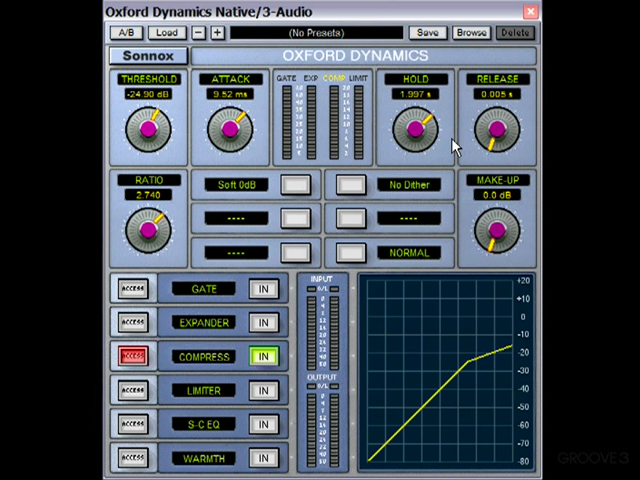 Oxford Dynamics Native/3-Audio
A/B Load − + (No Presets) Save Browse Delete
Sonnox OXFORD DYNAMICS
THRESHOLD ATTACK GATE EXP COMP LIMIT HOLD RELEASE
-24.90 dB 9.52 ms 1.997 s 0.005 s
RATIO Soft 0dB No Dither MAKE-UP
2.740 ---- ---- 0.0 dB
---- NORMAL
ACCESS GATE IN INPUT +20
0/L +10
ACCESS EXPANDER IN 0
-10
ACCESS COMPRESS IN -20
OUTPUT -30
ACCESS LIMITER IN 0/L -40
-50
ACCESS S-C EQ IN -60
-70
ACCESS WARMTH IN -80
GROOVE 3